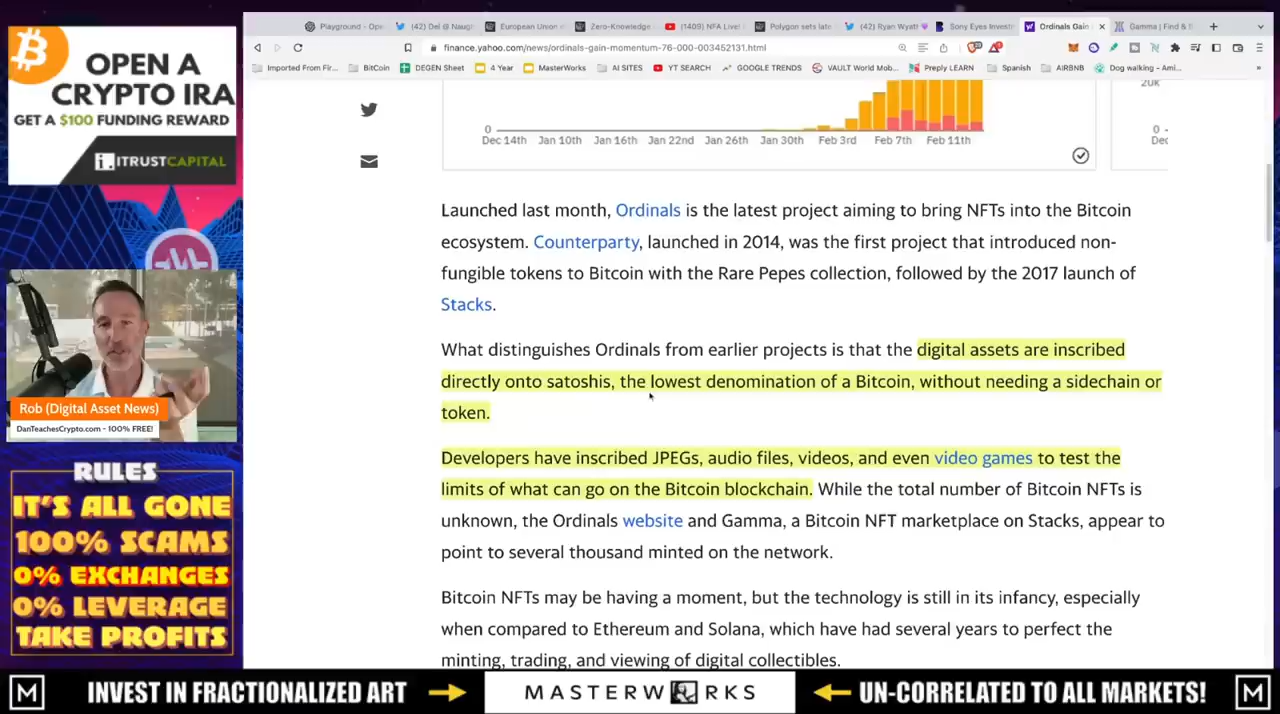 OPEN A
CRYPTO IRA
GET A $100 FUNDING REWARD
ITRUSTCAPITAL
Rob (Digital Asset News)
DanTeachesCrypto.com - 100% FREE!
RULES
IT'S ALL GONE
100% SCAMS
0% EXCHANGES
0% LEVERAGE
TAKE PROFITS
Playground - Ope
(42) Del @ Naugh
European Union
Zero-Knowledge
(1409) NFA Live!
Polygon sets late
(42) Ryan Wyatt
Sony Eyes Invest
Ordinals Gain
Gamma | Find & B
finance.yahoo.com/news/ordinals-gain-momentum-76-000-003452131.html
Imported From Fir...
BitCoin
DEGEN Sheet
4 Year
MasterWorks
AI SITES
YT SEARCH
GOOGLE TRENDS
VAULT World Mob...
Preply LEARN
Spanish
AIRBNB
Dog walking - Ami...
20K
0
Dec 14th Jan 10th Jan 16th Jan 22nd Jan 26th Jan 30th Feb 3rd Feb 7th Feb 11th
0
Dec
Launched last month, Ordinals is the latest project aiming to bring NFTs into the Bitcoin
ecosystem. Counterparty, launched in 2014, was the first project that introduced non-
fungible tokens to Bitcoin with the Rare Pepes collection, followed by the 2017 launch of
Stacks.
What distinguishes Ordinals from earlier projects is that the digital assets are inscribed
directly onto satoshis, the lowest denomination of a Bitcoin, without needing a sidechain or
token.
Developers have inscribed JPEGs, audio files, videos, and even video games to test the
limits of what can go on the Bitcoin blockchain. While the total number of Bitcoin NFTs is
unknown, the Ordinals website and Gamma, a Bitcoin NFT marketplace on Stacks, appear to
point to several thousand minted on the network.
Bitcoin NFTs may be having a moment, but the technology is still in its infancy, especially
when compared to Ethereum and Solana, which have had several years to perfect the
minting, trading, and viewing of digital collectibles.
M
INVEST IN FRACTIONALIZED ART
MASTERWORKS
UN-CORRELATED TO ALL MARKETS!
M